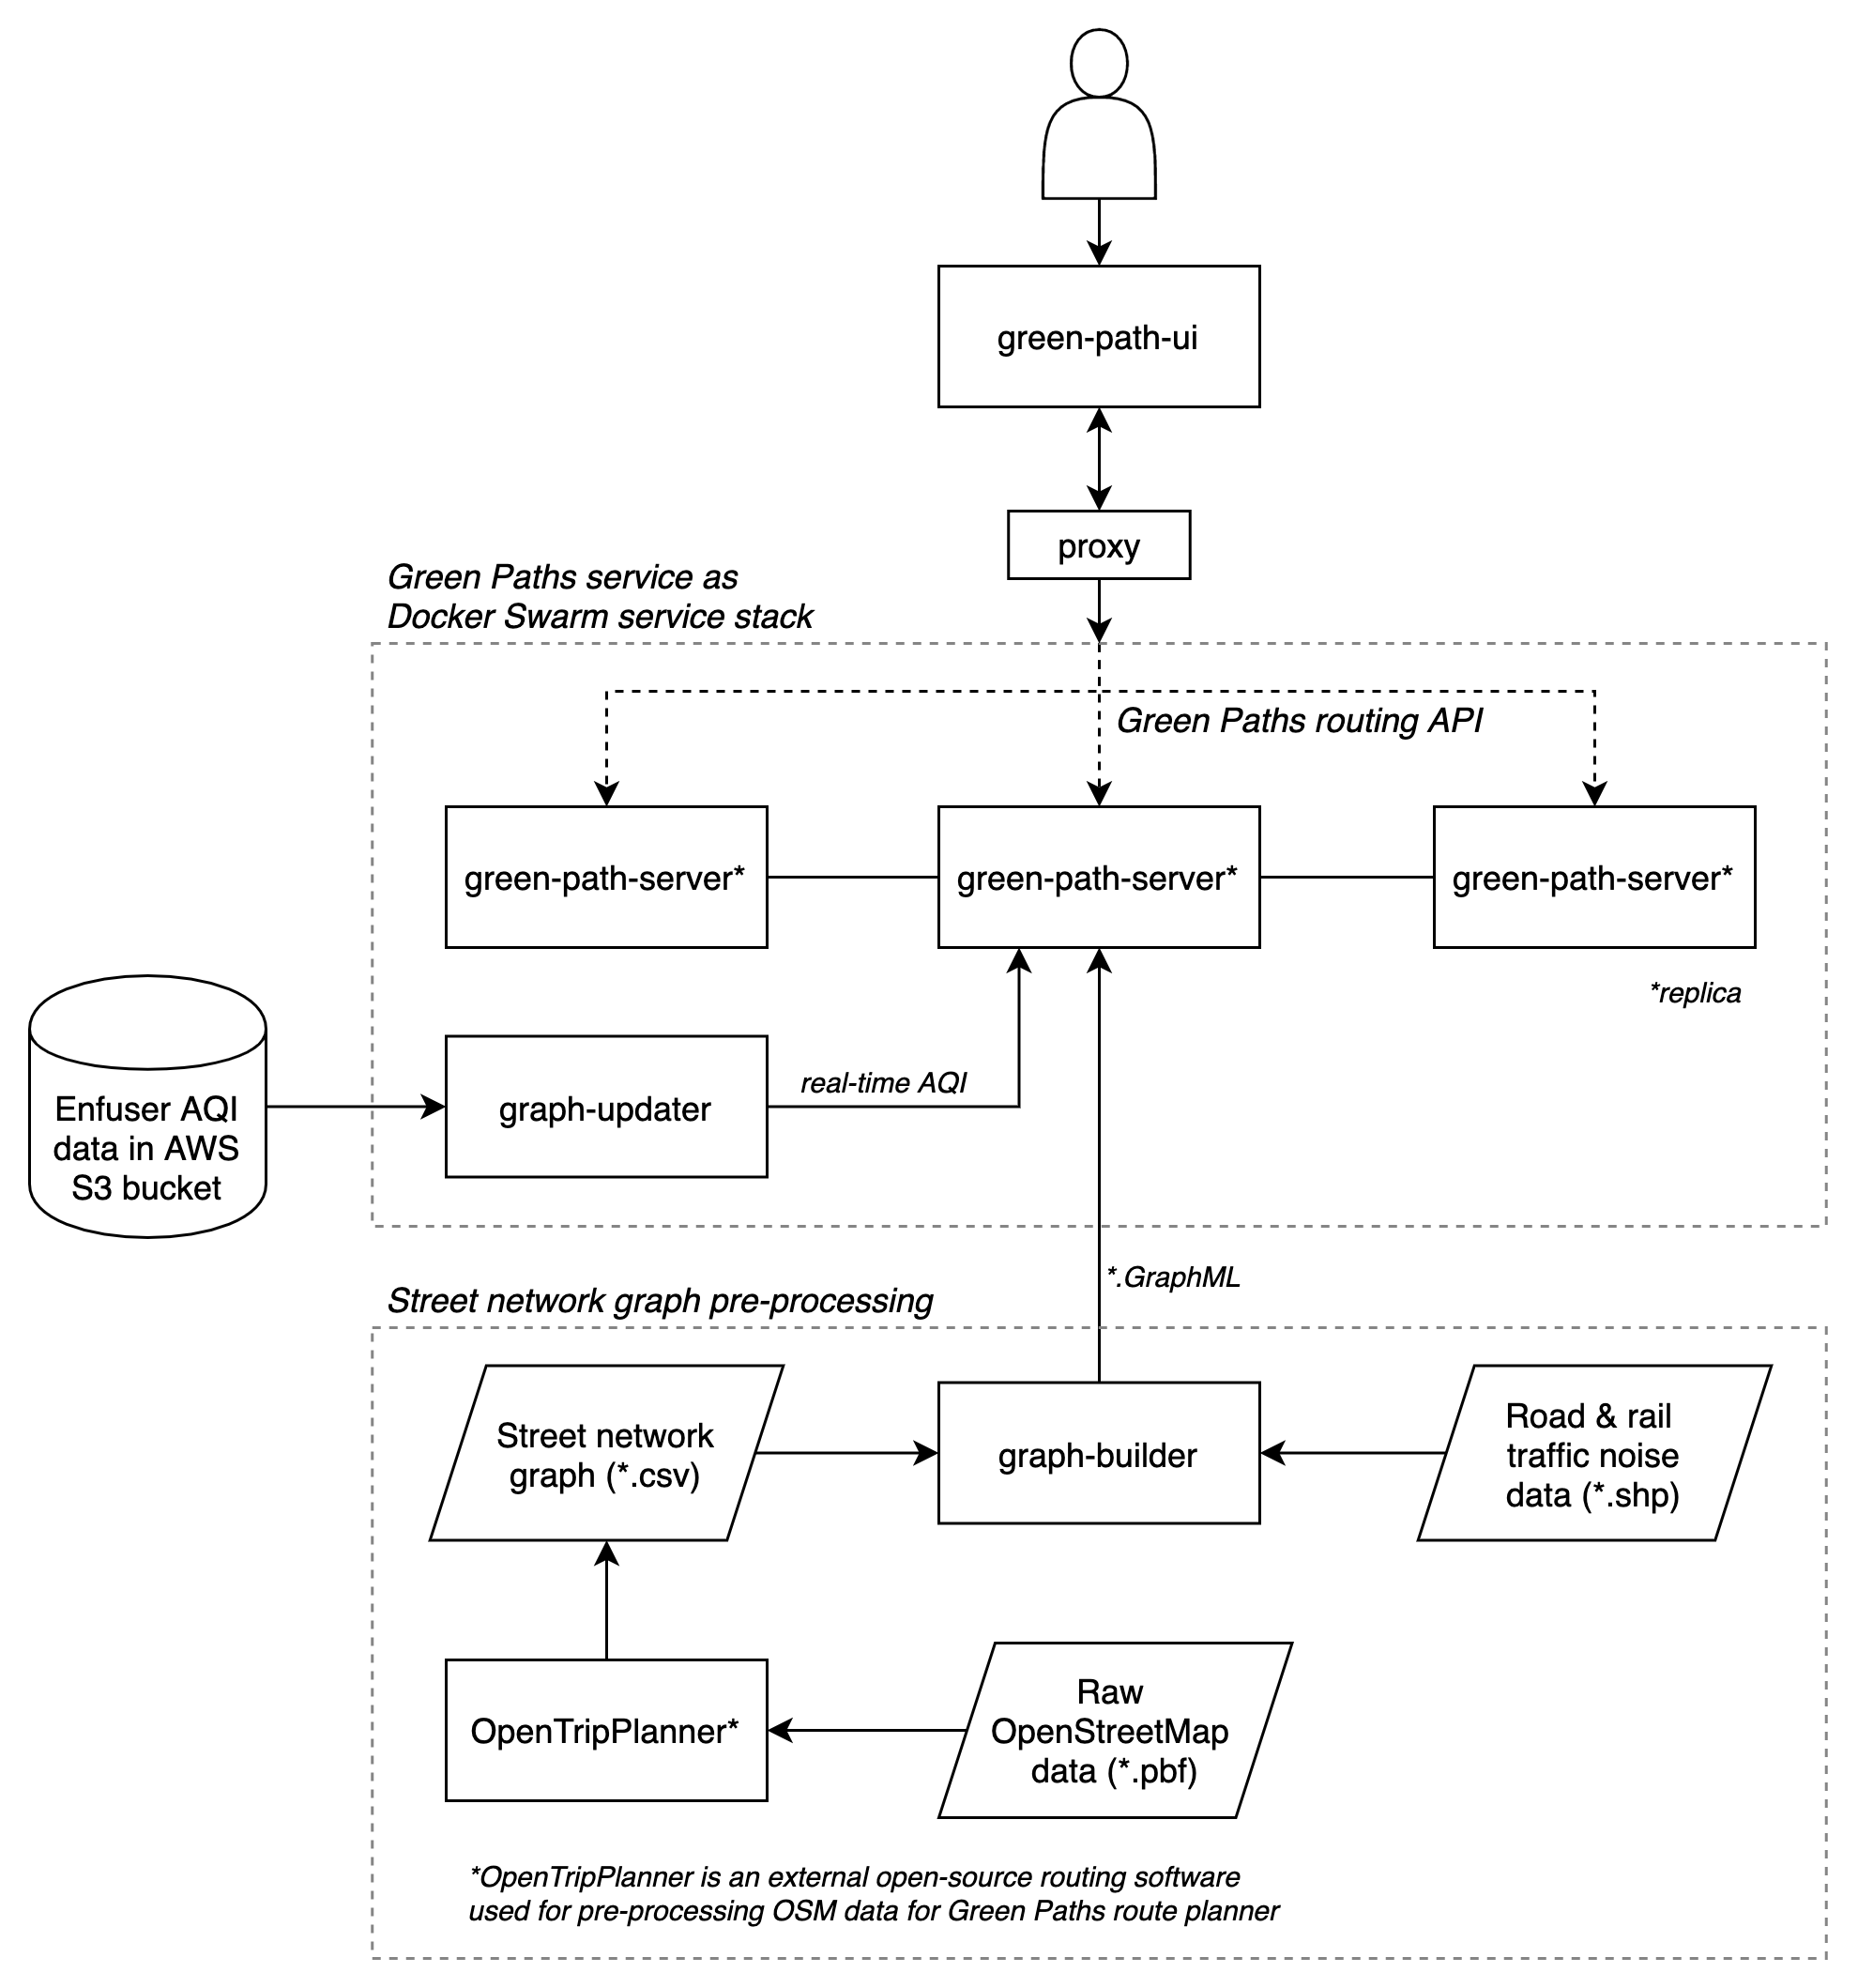 green-path-ui
proxy
Green Paths service as
Docker Swarm service stack
Green Paths routing API
green-path-server*
green-path-server*
green-path-server*
*replica
Enfuser AQI
data in AWS
S3 bucket
graph-updater
real-time AQI
*.GraphML
Street network graph pre-processing
Street network
graph (*.csv)
graph-builder
Road & rail
traffic noise
data (*.shp)
OpenTripPlanner*
Raw
OpenStreetMap
data (*.pbf)
*OpenTripPlanner is an external open-source routing software
used for pre-processing OSM data for Green Paths route planner